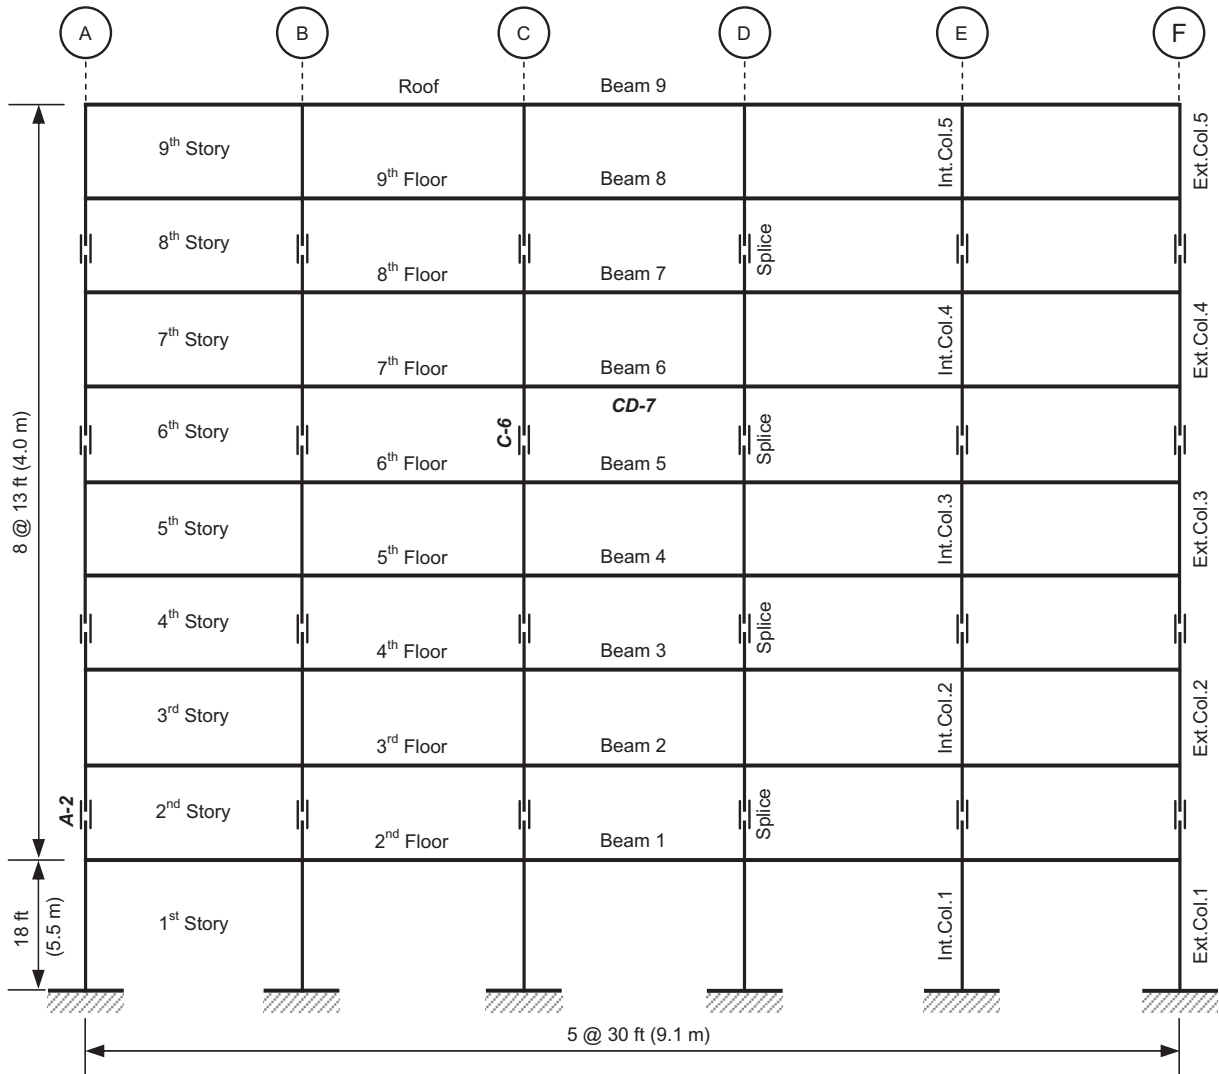 A B C D E F
Roof Beam 9
9th Story Int.Col.5 Ext.Col.5
9th Floor Beam 8
8th Story Splice
8th Floor Beam 7
7th Story Int.Col.4 Ext.Col.4
7th Floor Beam 6
CD-7
6th Story C-6 Splice
6th Floor Beam 5
8 @ 13 ft (4.0 m)
5th Story Int.Col.3 Ext.Col.3
5th Floor Beam 4
4th Story Splice
4th Floor Beam 3
3rd Story Int.Col.2 Ext.Col.2
3rd Floor Beam 2
A-2 2nd Story Splice
2nd Floor Beam 1
18 ft
(5.5 m)
1st Story Int.Col.1 Ext.Col.1
5 @ 30 ft (9.1 m)